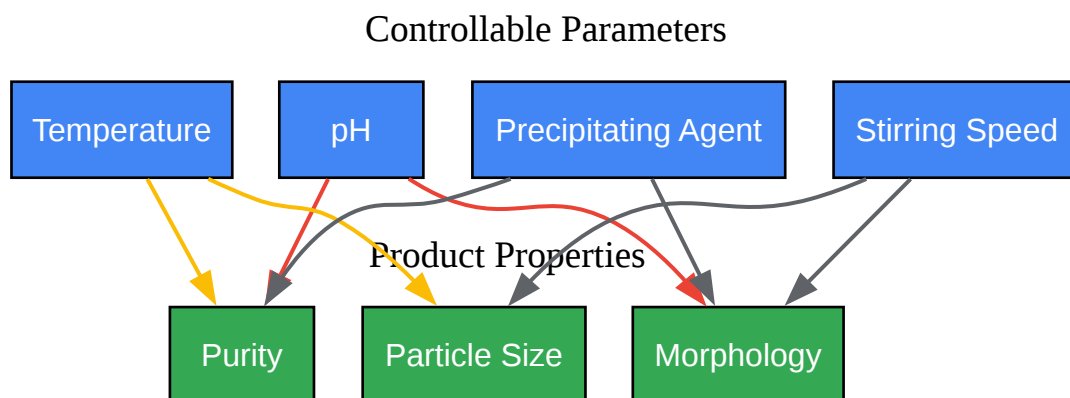 Controllable Parameters
Temperature
pH
Precipitating Agent
Stirring Speed
Product Properties
Purity
Particle Size
Morphology